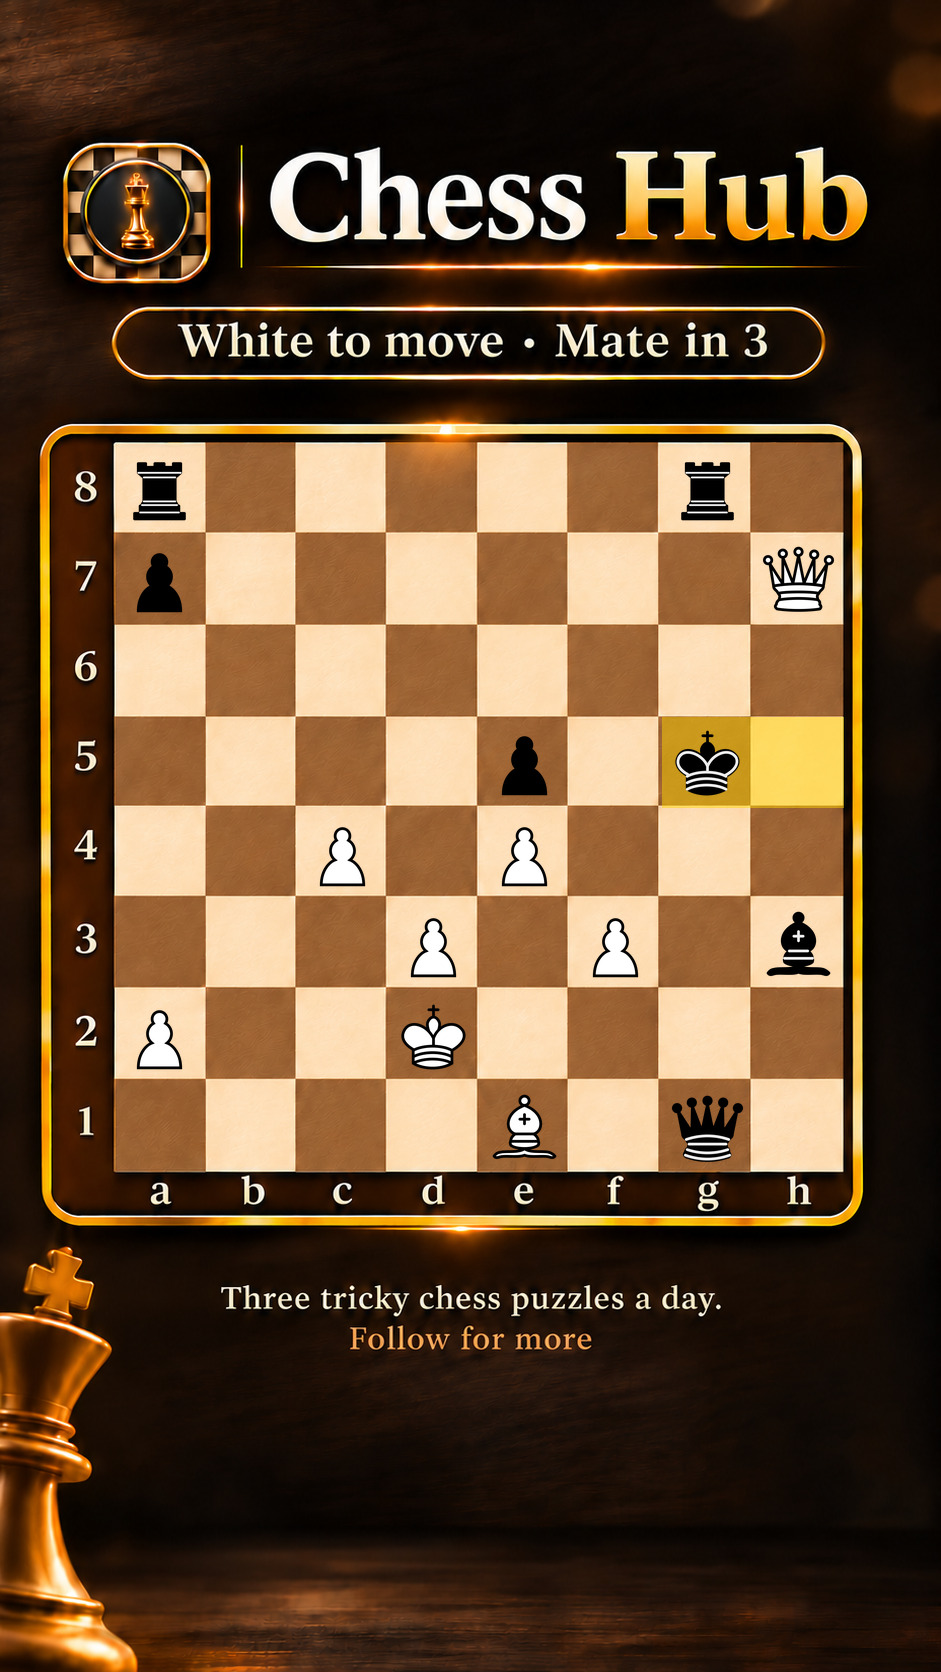 Chess Hub
White to move • Mate in 3
8
7
6
5
4
3
2
1
a b c d e f g h
Three tricky chess puzzles a day.
Follow for more